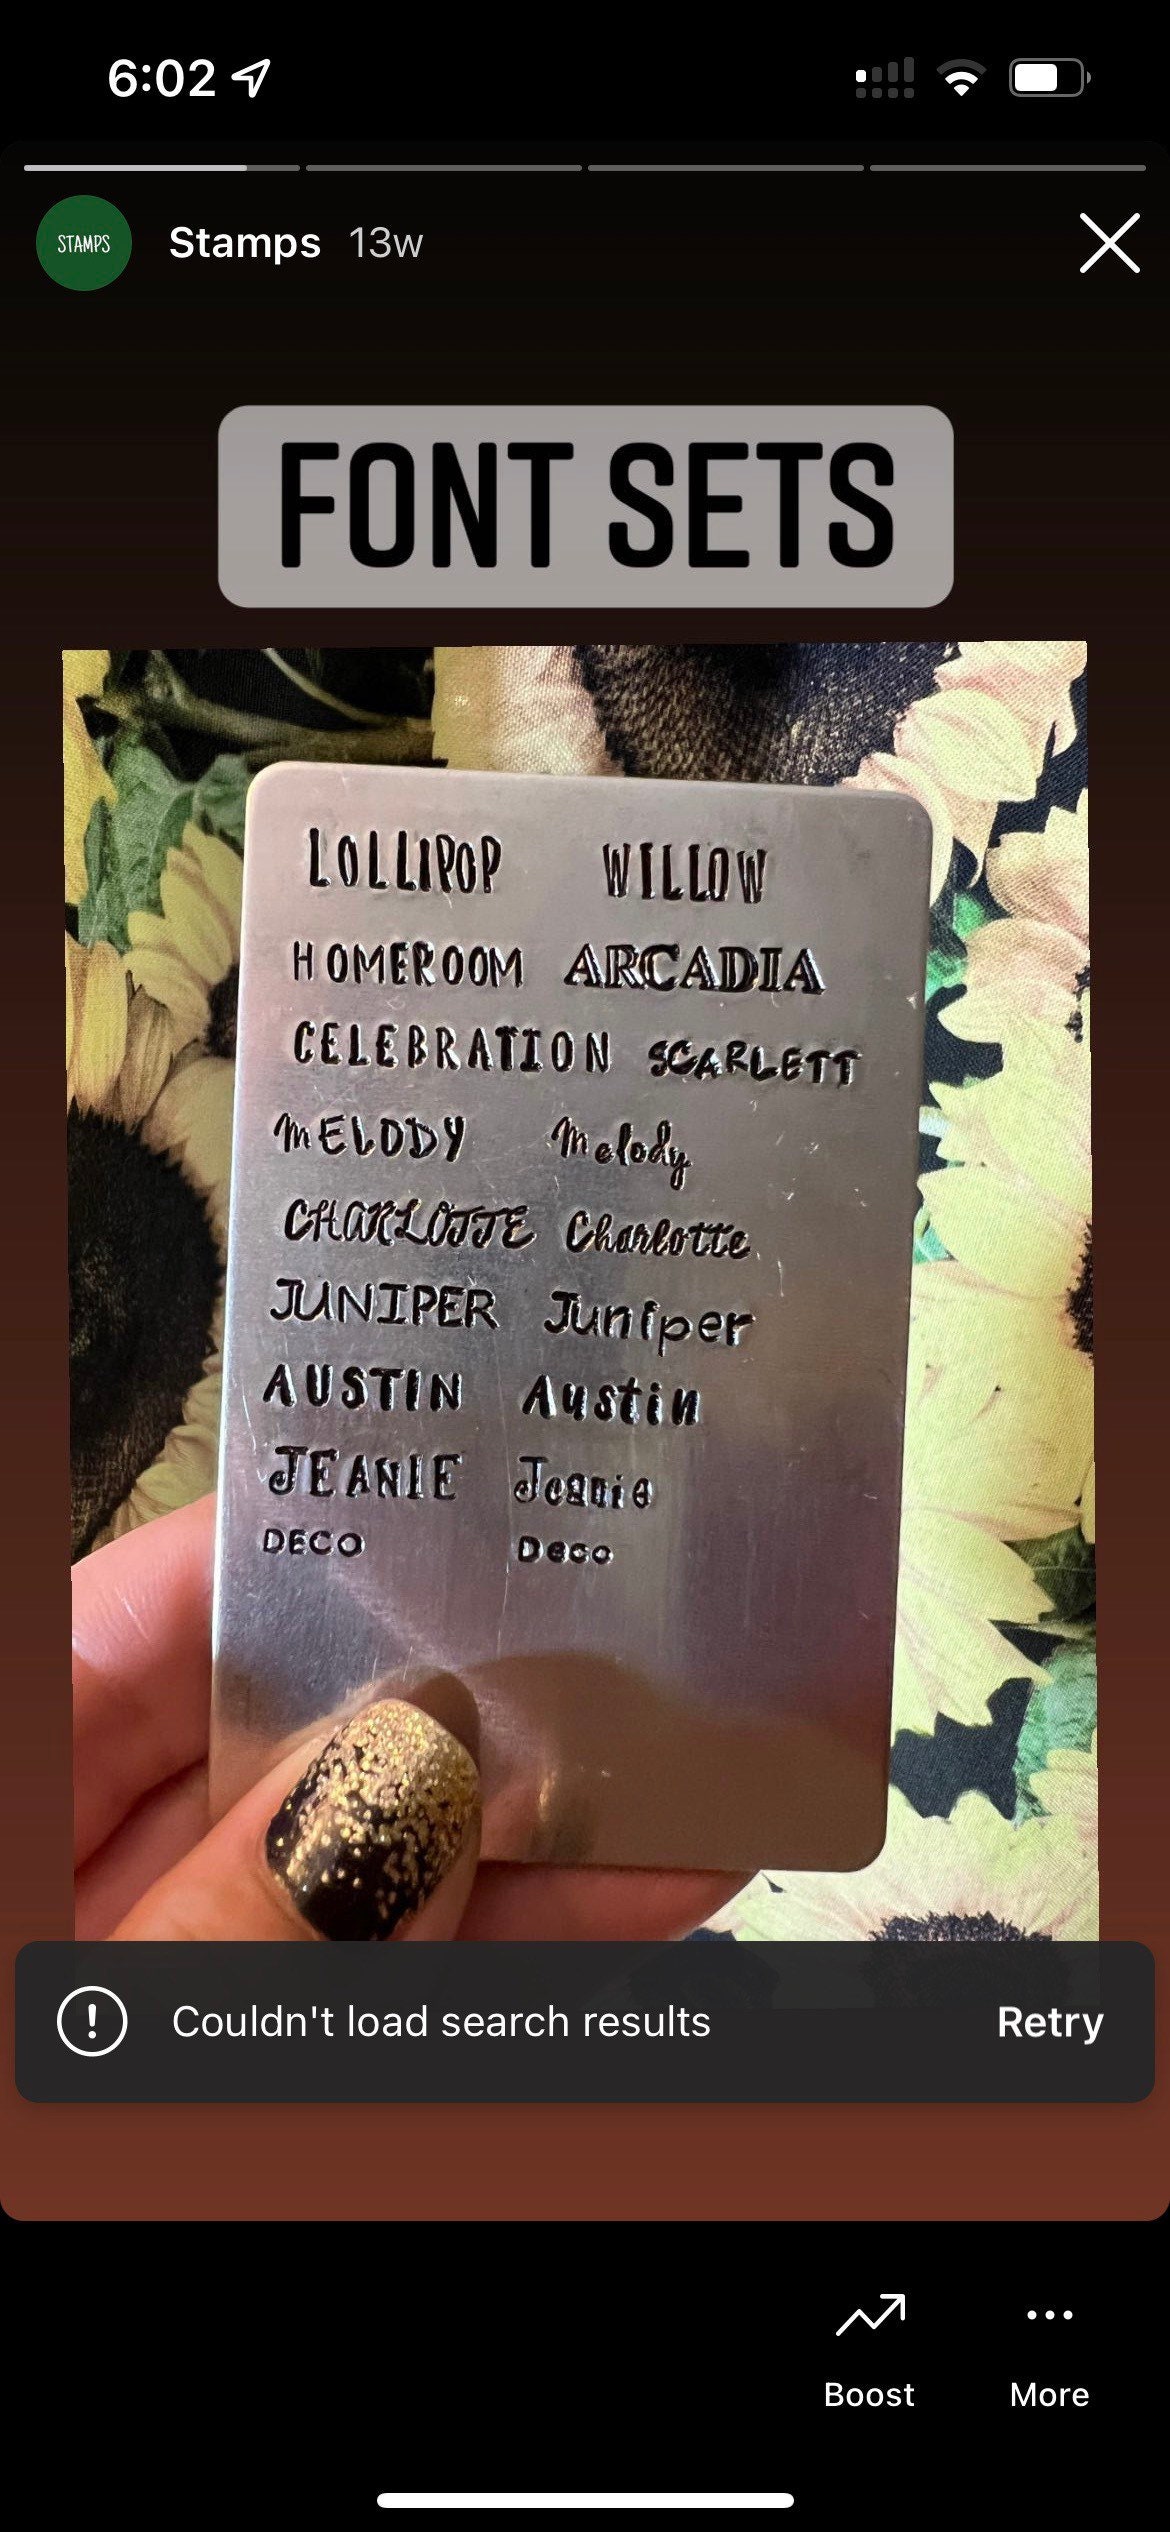 6:02
STAMPS
Stamps 13w
FONT SETS
LOLLIPOP WILLOW
HOMEROOM ARCADIA
CELEBRATION SCARLETT
MELODY Melody
CHARLOTTE Charlotte
JUNIPER Juniper
AUSTIN Austin
JEANIE Jeanie
DECO Deco
Couldn't load search results Retry
Boost More